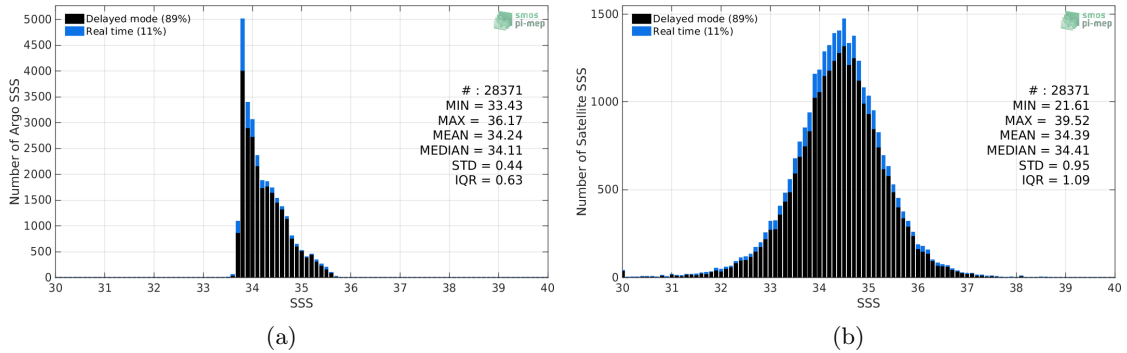 Delayed mode (89%)
Real time (11%)
smos
pi-mep
5000
4500
4000
3500
3000
2500
2000
1500
1000
500
0
Number of Argo SSS
# : 28371
MIN = 33.43
MAX = 36.17
MEAN = 34.24
MEDIAN = 34.11
STD = 0.44
IQR = 0.63
30 31 32 33 34 35 36 37 38 39 40
SSS
(a)
Delayed mode (89%)
Real time (11%)
smos
pi-mep
1500
1000
500
0
Number of Satellite SSS
# : 28371
MIN = 21.61
MAX = 39.52
MEAN = 34.39
MEDIAN = 34.41
STD = 0.95
IQR = 1.09
30 31 32 33 34 35 36 37 38 39 40
SSS
(b)